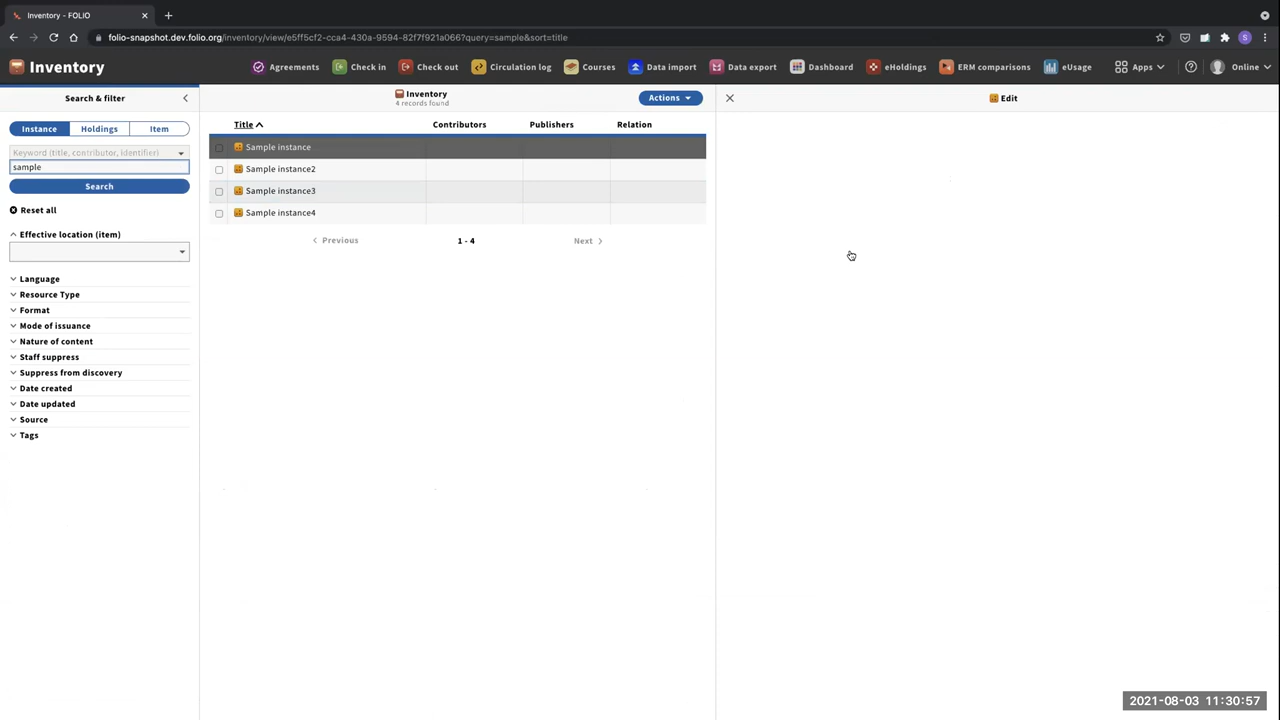 Inventory - FOLIO
folio-snapshot.dev.folio.org/inventory/view/e5ff5cf2-cca4-430a-9594-82f7f921a066?query=sample&sort=title
S
Inventory
Agreements
Check in
Check out
Circulation log
Courses
Data import
Data export
Dashboard
eHoldings
ERM comparisons
eUsage
Apps
Online
Search & filter
Inventory
4 records found
Actions
Edit
Instance
Holdings
Item
Title
Contributors
Publishers
Relation
Keyword (title, contributor, identifier)
sample
Search
Reset all
Effective location (item)
Language
Resource Type
Format
Mode of issuance
Nature of content
Staff suppress
Suppress from discovery
Date created
Date updated
Source
Tags
Sample instance
Sample instance2
Sample instance3
Sample instance4
Previous
1 - 4
Next
2021-08-03 11:30:57